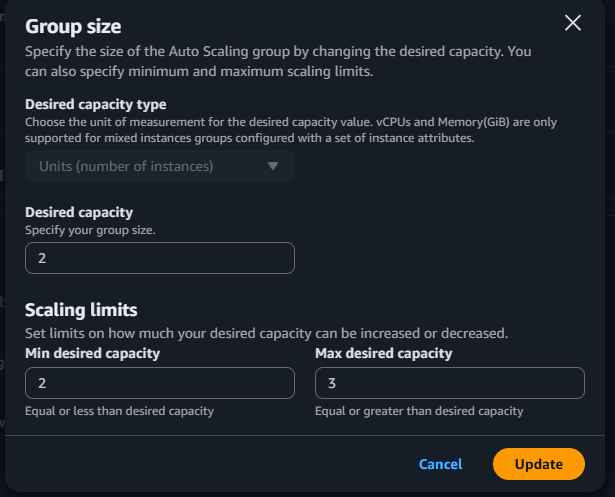 Group size
Specify the size of the Auto Scaling group by changing the desired capacity. You
can also specify minimum and maximum scaling limits.
Desired capacity type
Choose the unit of measurement for the desired capacity value. vCPUs and Memory(GiB) are only
supported for mixed instances groups configured with a set of instance attributes.
Units (number of instances)
Desired capacity
Specify your group size.
2
Scaling limits
Set limits on how much your desired capacity can be increased or decreased.
Min desired capacity
Max desired capacity
2
3
Equal or less than desired capacity
Equal or greater than desired capacity
Cancel
Update